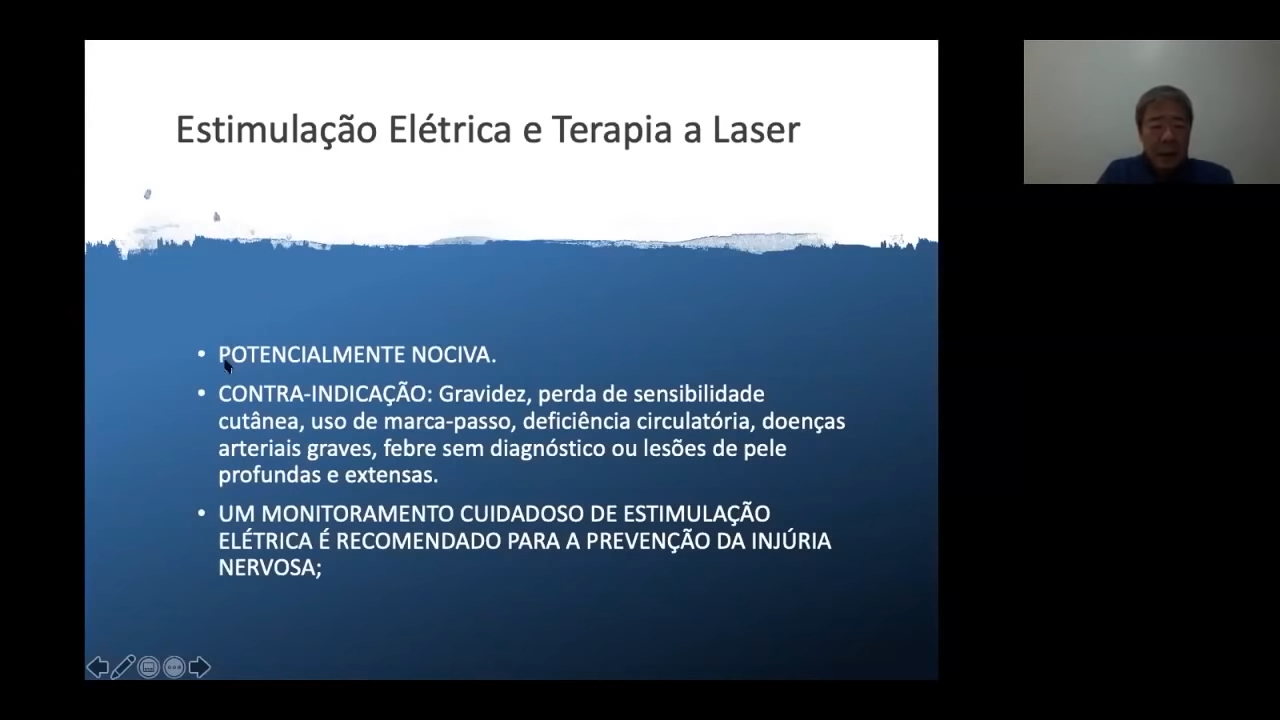 Estimulação Elétrica e Terapia a Laser
• POTENCIALMENTE NOCIVA.
• CONTRA-INDICAÇÃO: Gravidez, perda de sensibilidade
cutânea, uso de marca-passo, deficiência circulatória, doenças
arteriais graves, febre sem diagnóstico ou lesões de pele
profundas e extensas.
• UM MONITORAMENTO CUIDADOSO DE ESTIMULAÇÃO
ELÉTRICA É RECOMENDADO PARA A PREVENÇÃO DA INJÚRIA
NERVOSA;